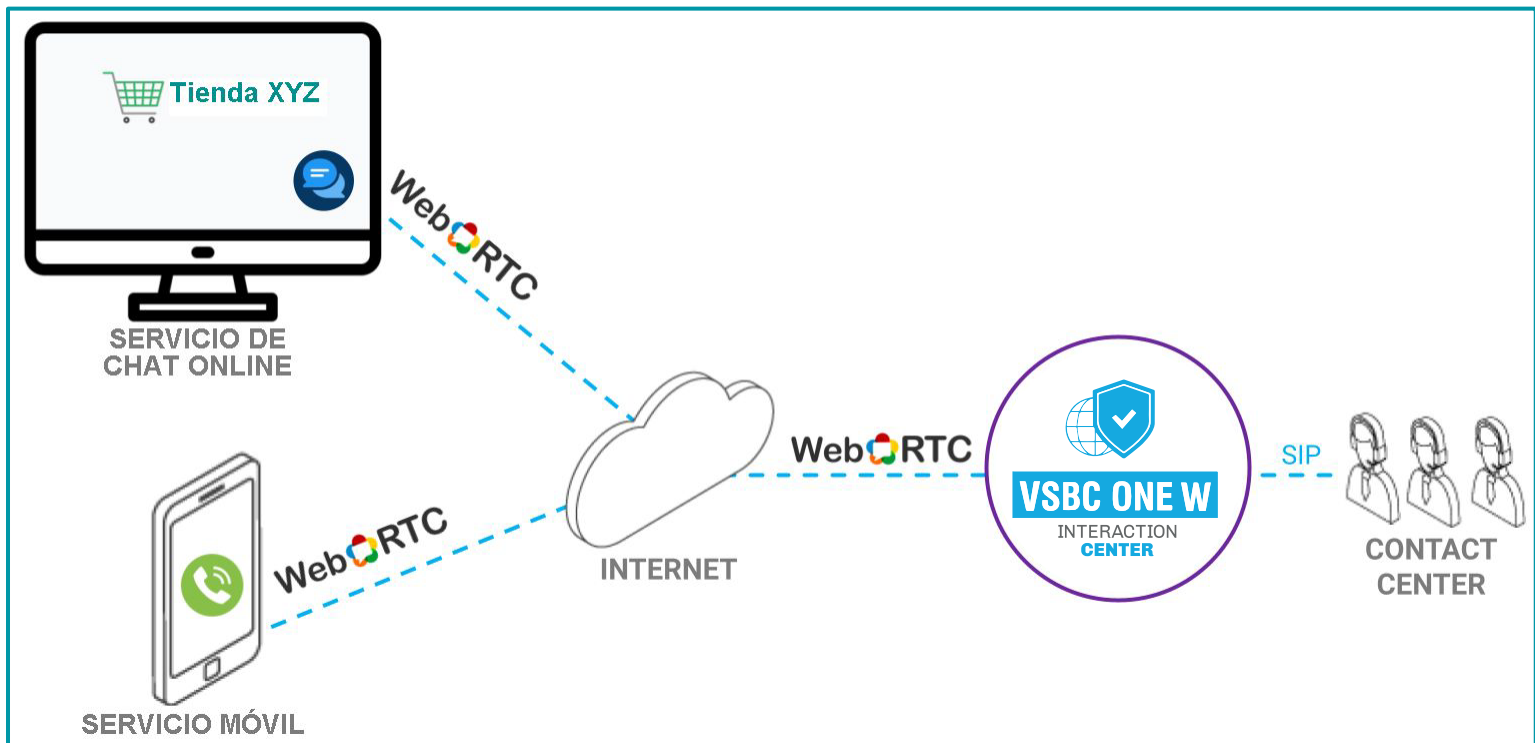 Tienda XYZ
WebRTC
SERVICIO DE
CHAT ONLINE
WebRTC
SERVICIO MÓVIL
INTERNET
WebRTC
VSBC ONE W
INTERACTION
CENTER
SIP
CONTACT
CENTER